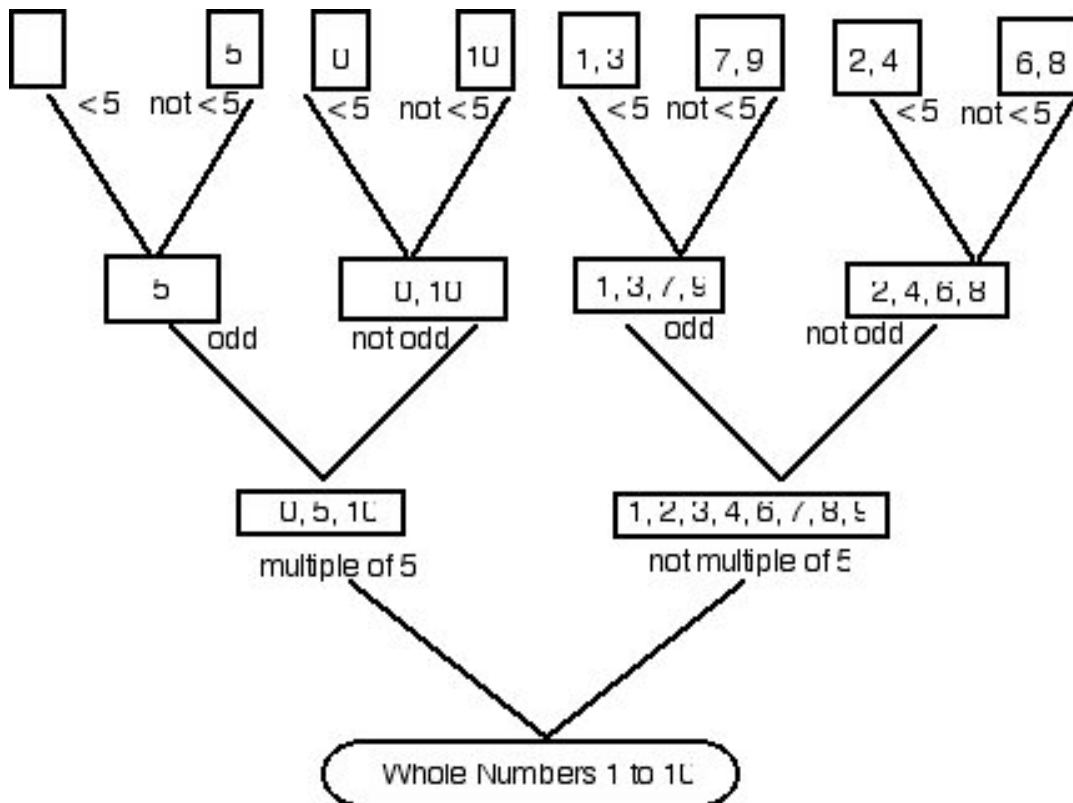 5 0 10 1, 3 7, 9 2, 4 6, 8
< 5 not < 5 < 5 not < 5 < 5 not < 5 < 5 not < 5
5 0, 10 1, 3, 7, 9 2, 4, 6, 8
odd not odd odd not odd
0, 5, 10 1, 2, 3, 4, 6, 7, 8, 9
multiple of 5 not multiple of 5
Whole Numbers 1 to 10